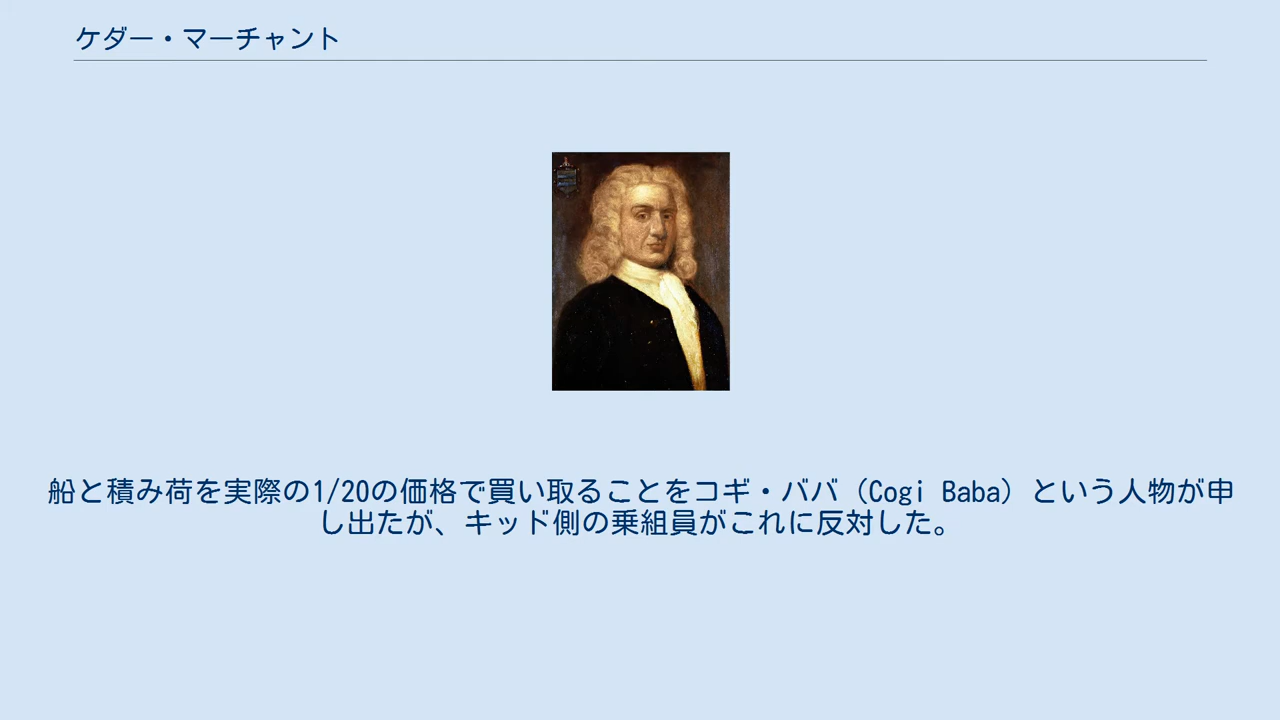 ケダー・マーチャント
船と積み荷を実際の1/20の価格で買い取ることをコギ・ババ（Cogi Baba）という人物が申
し出たが、キッド側の乗組員がこれに反対した。